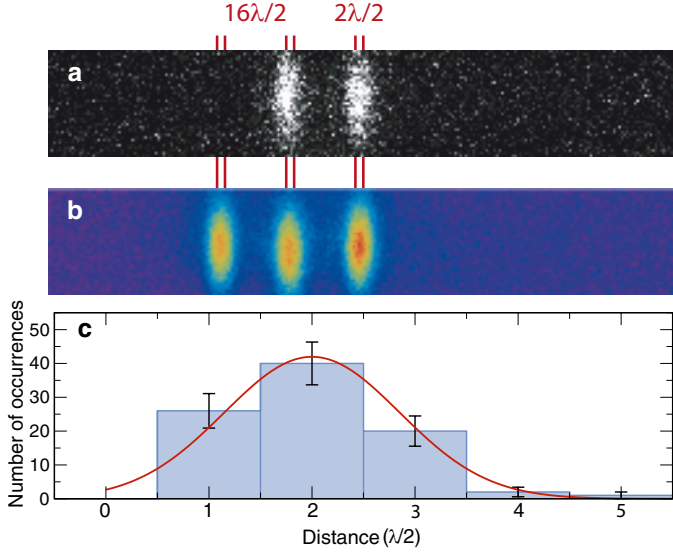 16λ/2 2λ/2
a
b
c
Number of occurrences
50
40
30
20
10
0
0 1 2 3 4 5
Distance (λ/2)